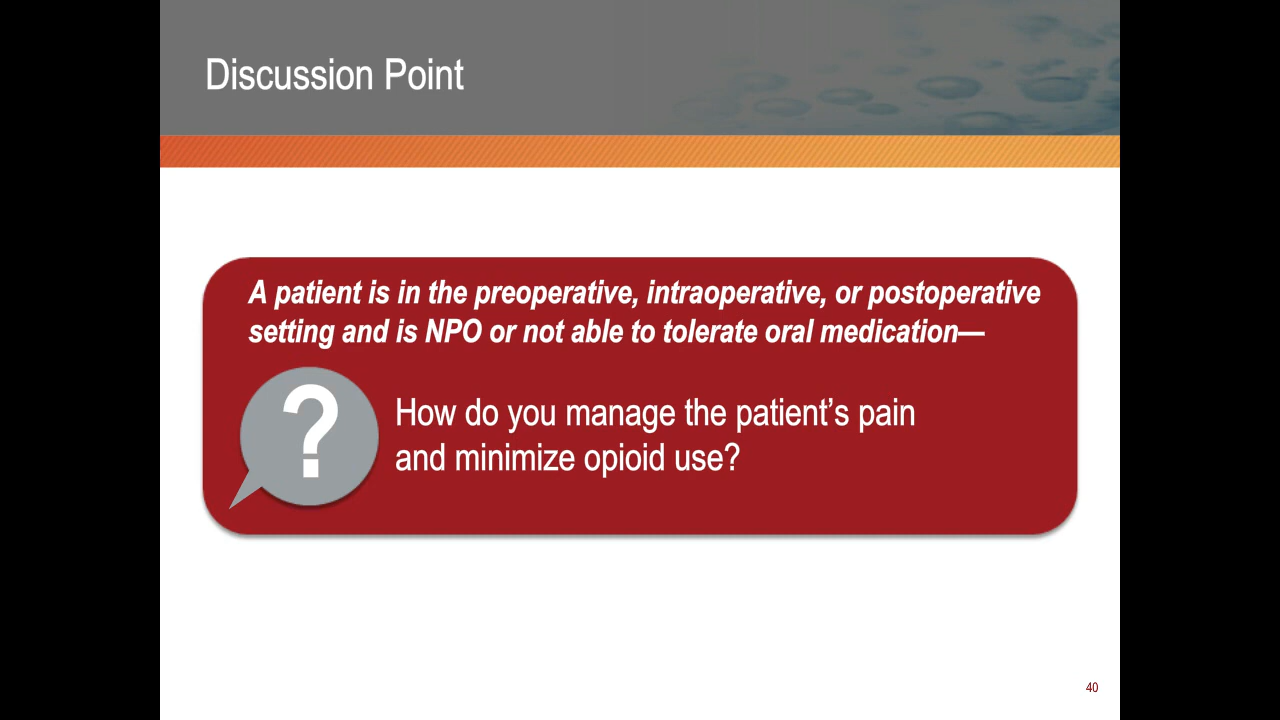 Discussion Point
A patient is in the preoperative, intraoperative, or postoperative
setting and is NPO or not able to tolerate oral medication—
?
How do you manage the patient’s pain
and minimize opioid use?
40